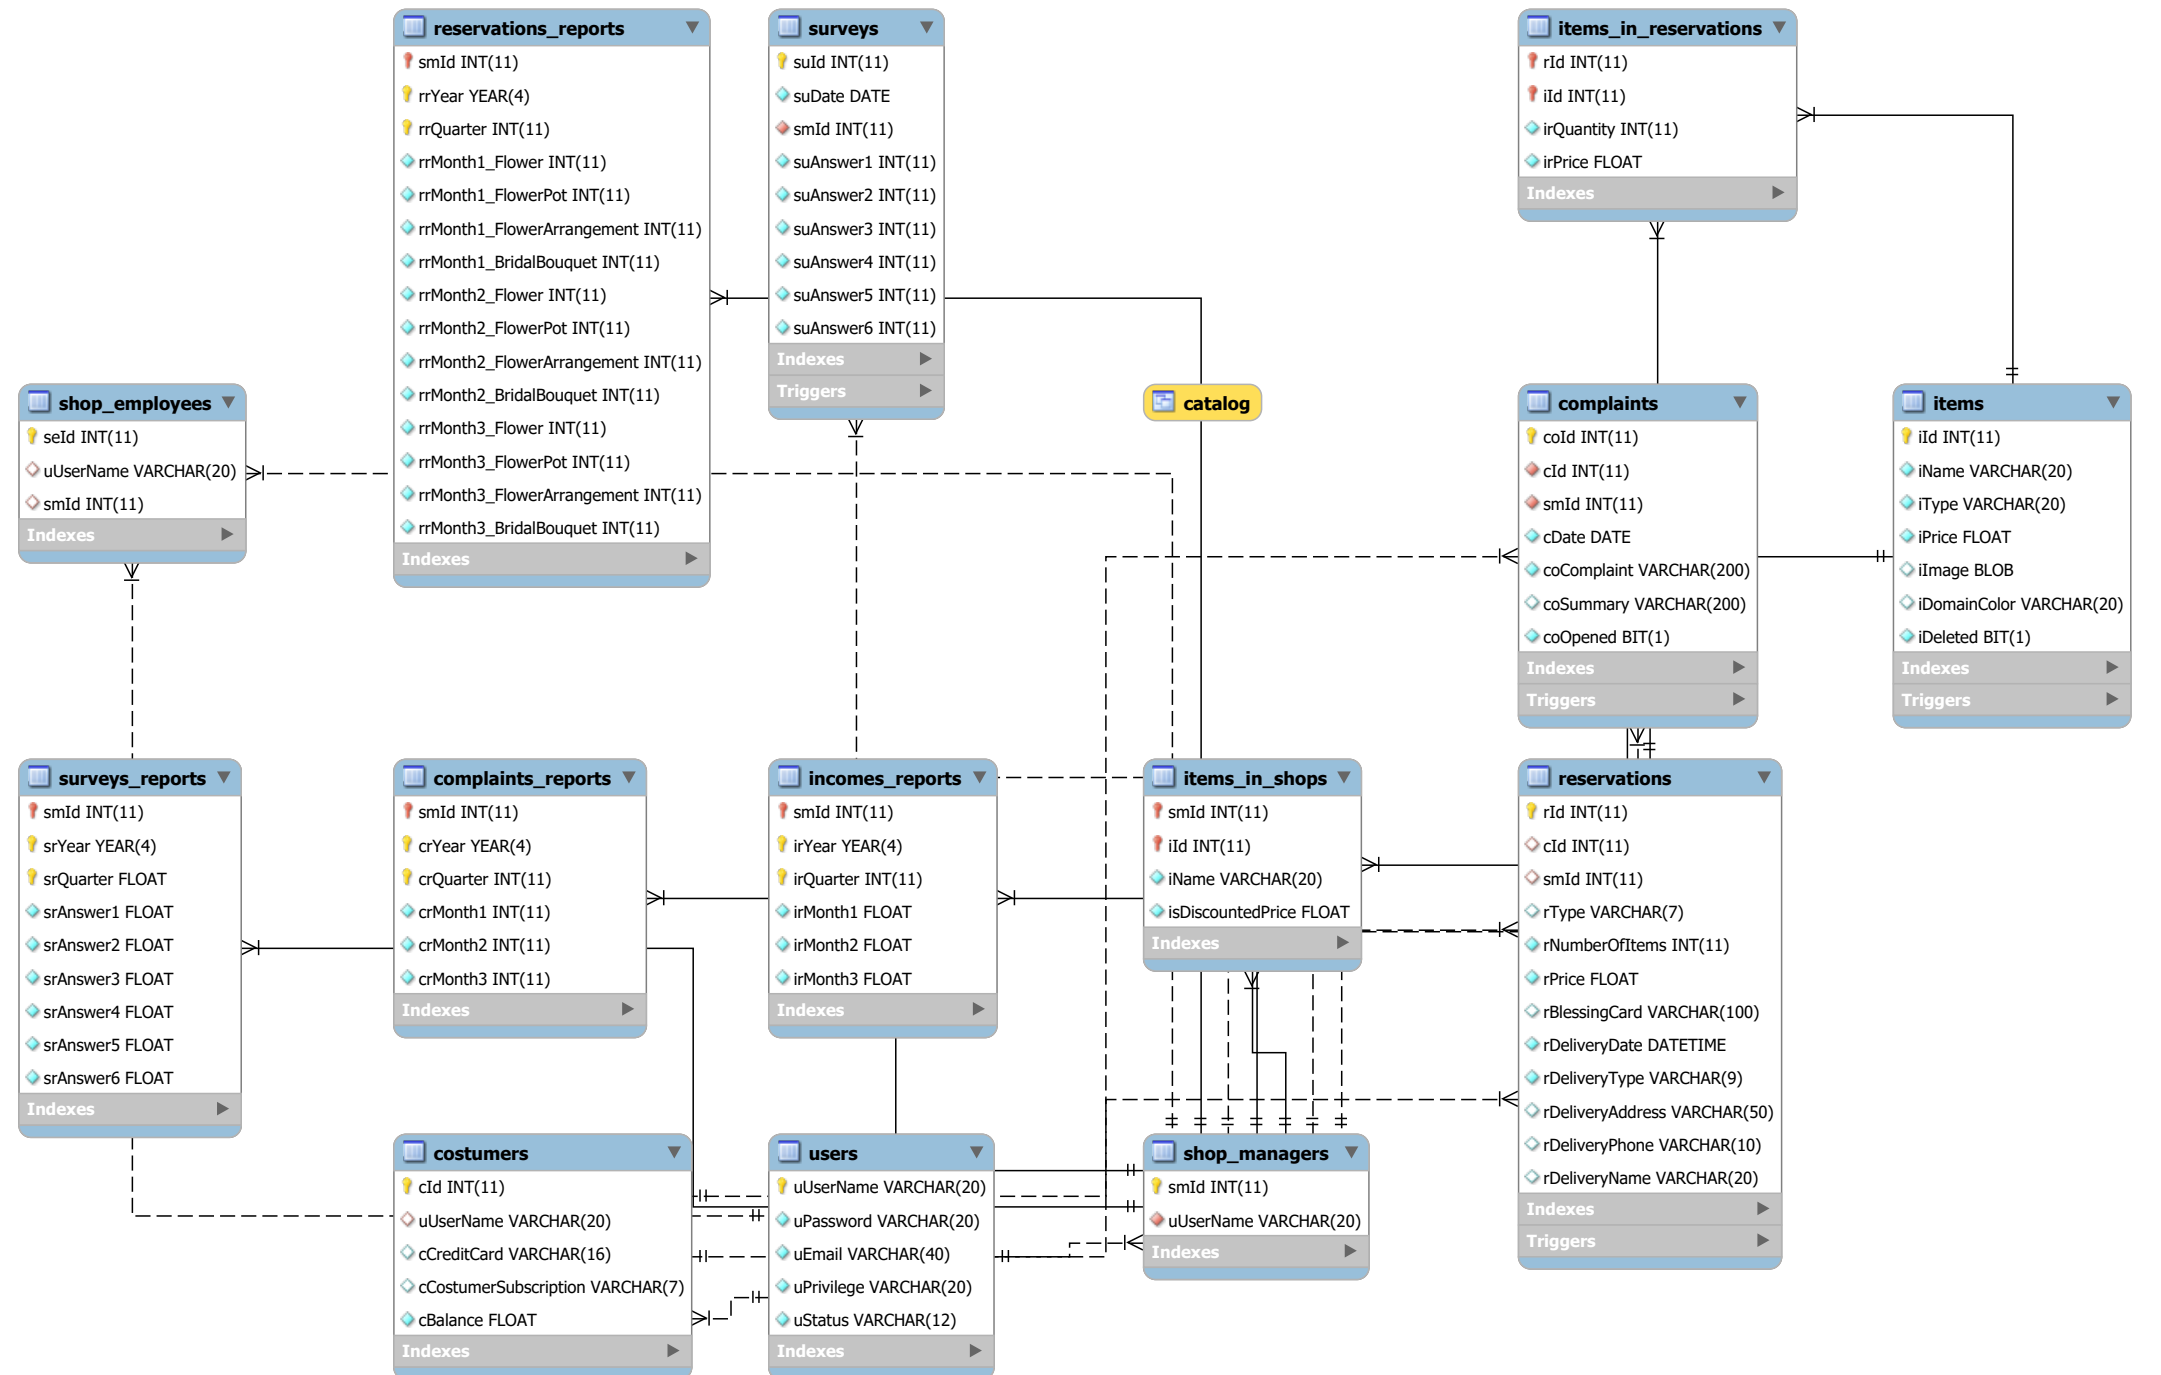 reservations_reports
smId INT(11)
rrYear YEAR(4)
rrQuarter INT(11)
rrMonth1_Flower INT(11)
rrMonth1_FlowerPot INT(11)
rrMonth1_FlowerArrangement INT(11)
rrMonth1_BridalBouquet INT(11)
rrMonth2_Flower INT(11)
rrMonth2_FlowerPot INT(11)
rrMonth2_FlowerArrangement INT(11)
rrMonth2_BridalBouquet INT(11)
rrMonth3_Flower INT(11)
rrMonth3_FlowerPot INT(11)
rrMonth3_FlowerArrangement INT(11)
rrMonth3_BridalBouquet INT(11)
Indexes
surveys
suId INT(11)
suDate DATE
smId INT(11)
suAnswer1 INT(11)
suAnswer2 INT(11)
suAnswer3 INT(11)
suAnswer4 INT(11)
suAnswer5 INT(11)
suAnswer6 INT(11)
Indexes
Triggers
items_in_reservations
rId INT(11)
iId INT(11)
irQuantity INT(11)
irPrice FLOAT
Indexes
shop_employees
seId INT(11)
uUserName VARCHAR(20)
smId INT(11)
Indexes
catalog
complaints
coId INT(11)
cId INT(11)
smId INT(11)
cDate DATE
coComplaint VARCHAR(200)
coSummary VARCHAR(200)
coOpened BIT(1)
Indexes
Triggers
items
iId INT(11)
iName VARCHAR(20)
iType VARCHAR(20)
iPrice FLOAT
iImage BLOB
iDomainColor VARCHAR(20)
iDeleted BIT(1)
Indexes
Triggers
surveys_reports
smId INT(11)
srYear YEAR(4)
srQuarter FLOAT
srAnswer1 FLOAT
srAnswer2 FLOAT
srAnswer3 FLOAT
srAnswer4 FLOAT
srAnswer5 FLOAT
srAnswer6 FLOAT
Indexes
complaints_reports
smId INT(11)
crYear YEAR(4)
crQuarter INT(11)
crMonth1 INT(11)
crMonth2 INT(11)
crMonth3 INT(11)
Indexes
incomes_reports
smId INT(11)
irYear YEAR(4)
irQuarter INT(11)
irMonth1 FLOAT
irMonth2 FLOAT
irMonth3 FLOAT
Indexes
items_in_shops
smId INT(11)
iId INT(11)
iName VARCHAR(20)
isDiscountedPrice FLOAT
Indexes
reservations
rId INT(11)
cId INT(11)
smId INT(11)
rType VARCHAR(7)
rNumberOfItems INT(11)
rPrice FLOAT
rBlessingCard VARCHAR(100)
rDeliveryDate DATETIME
rDeliveryType VARCHAR(9)
rDeliveryAddress VARCHAR(50)
rDeliveryPhone VARCHAR(10)
rDeliveryName VARCHAR(20)
Indexes
Triggers
costumers
cId INT(11)
uUserName VARCHAR(20)
cCreditCard VARCHAR(16)
cCostumerSubscription VARCHAR(7)
cBalance FLOAT
Indexes
users
uUserName VARCHAR(20)
uPassword VARCHAR(20)
uEmail VARCHAR(40)
uPrivilege VARCHAR(20)
uStatus VARCHAR(12)
Indexes
shop_managers
smId INT(11)
uUserName VARCHAR(20)
Indexes